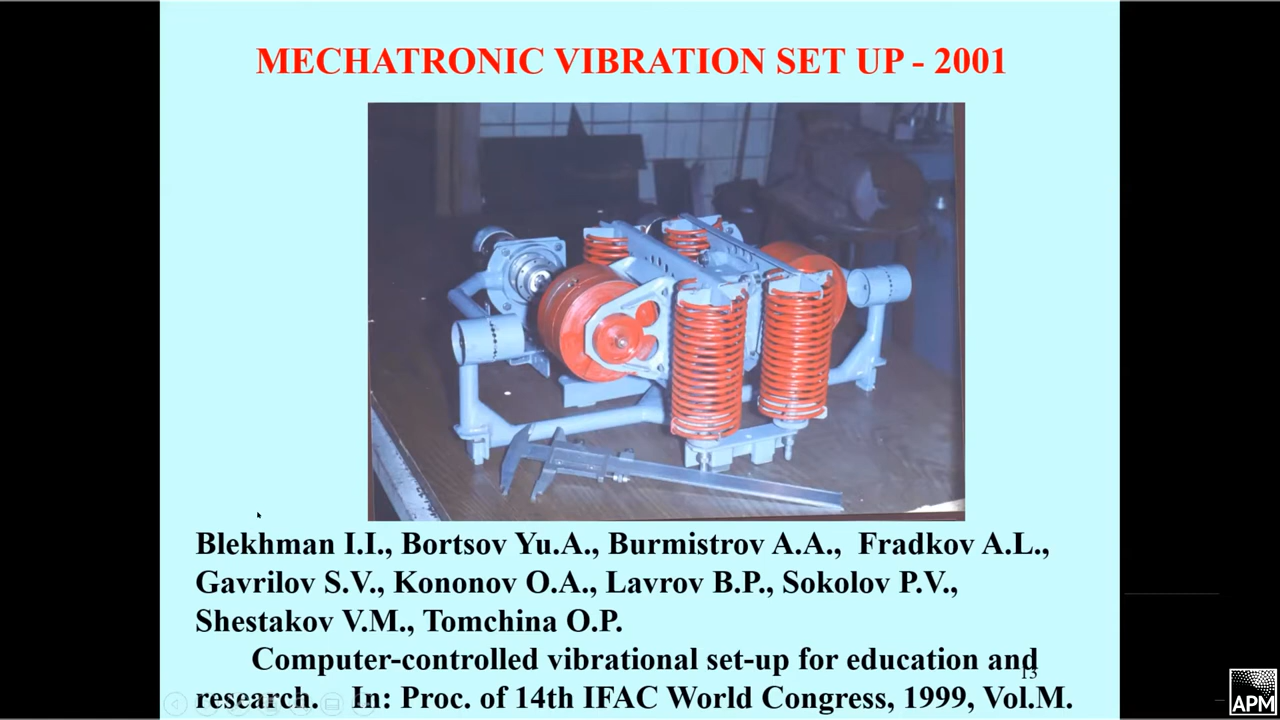 MECHATRONIC VIBRATION SET UP - 2001
Blekhman I.I., Bortsov Yu.A., Burmistrov A.A., Fradkov A.L.,
Gavrilov S.V., Kononov O.A., Lavrov B.P., Sokolov P.V.,
Shestakov V.M., Tomchina O.P.
Computer-controlled vibrational set-up for education and
13
research. In: Proc. of 14th IFAC World Congress, 1999, Vol.M.
APM